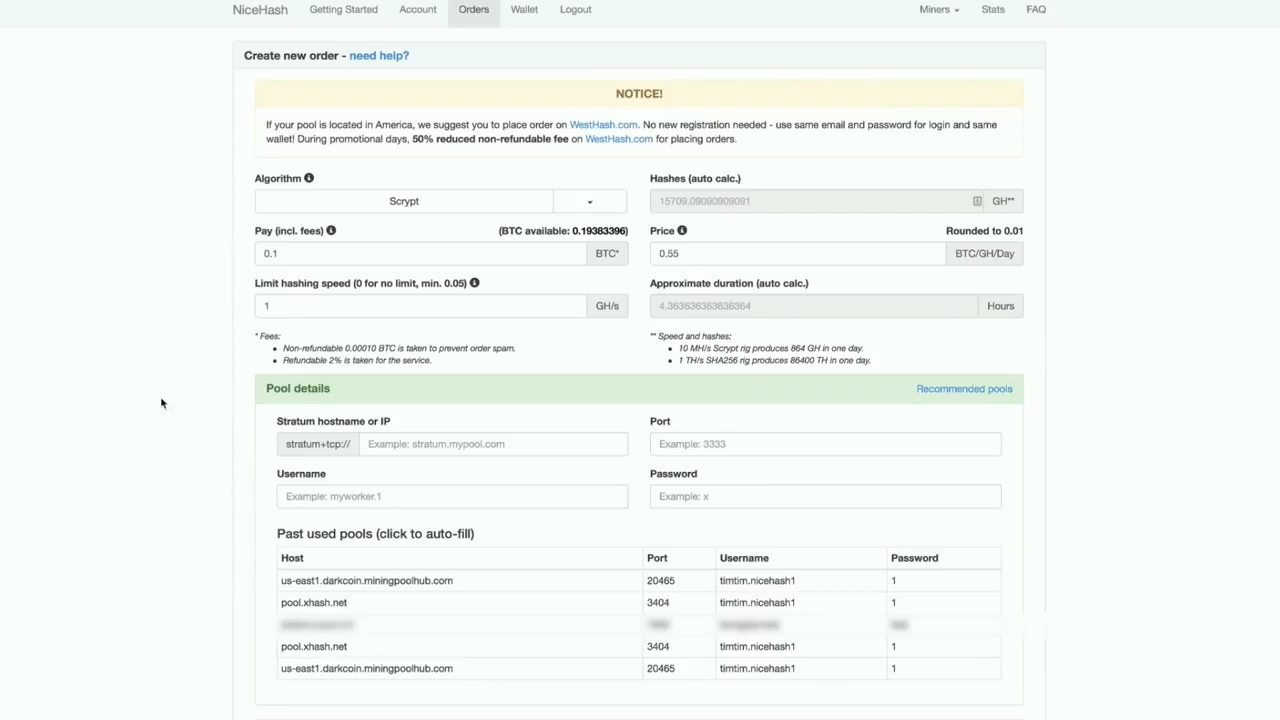 NiceHash Getting Started Account Orders Wallet Logout Miners Stats FAQ
Create new order - need help?
NOTICE!
If your pool is located in America, we suggest you to place order on WestHash.com. No new registration needed - use same email and password for login and same
wallet! During promotional days, 50% reduced non-refundable fee on WestHash.com for placing orders.
Algorithm Hashes (auto calc.)
Scrypt 15709.09090909091 GH**
Pay (incl. fees) (BTC available: 0.19383396) Price Rounded to 0.01
0.1 BTC* 0.55 BTC/GH/Day
Limit hashing speed (0 for no limit, min. 0.05) Approximate duration (auto calc.)
1 GH/s 4.363636363636364 Hours
* Fees: ** Speed and hashes:
• Non-refundable 0.00010 BTC is taken to prevent order spam. • 10 MH/s Scrypt rig produces 864 GH in one day.
• Refundable 2% is taken for the service. • 1 TH/s SHA256 rig produces 86400 TH in one day.
Pool details Recommended pools
Stratum hostname or IP Port
stratum+tcp:// Example: stratum.mypool.com Example: 3333
Username Password
Example: myworker.1 Example: x
Past used pools (click to auto-fill)
Host Port Username Password
us-east1.darkcoin.miningpoolhub.com 20465 timtim.nicehash1 1
pool.xhash.net 3404 timtim.nicehash1 1
pool.xhash.net 3404 timtim.nicehash1 1
us-east1.darkcoin.miningpoolhub.com 20465 timtim.nicehash1 1